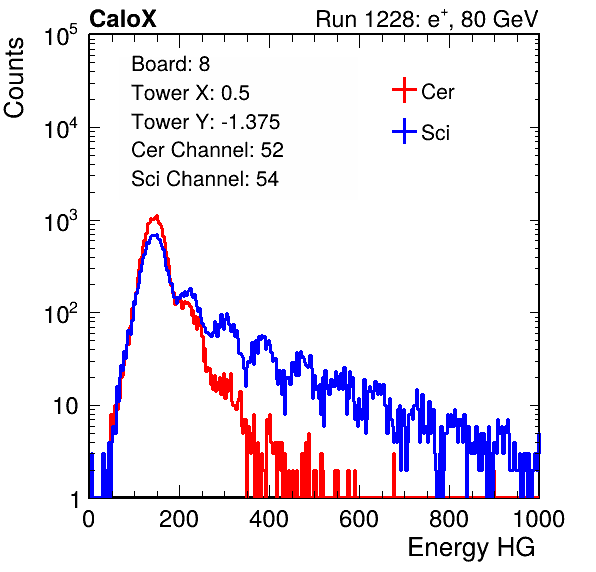 CaloX
Run 1228: e⁺, 80 GeV
Counts
Board: 8
Tower X: 0.5
Tower Y: -1.375
Cer Channel: 52
Sci Channel: 54
Cer
Sci
10⁵
10⁴
10³
10²
10
1
0 200 400 600 800 1000
Energy HG